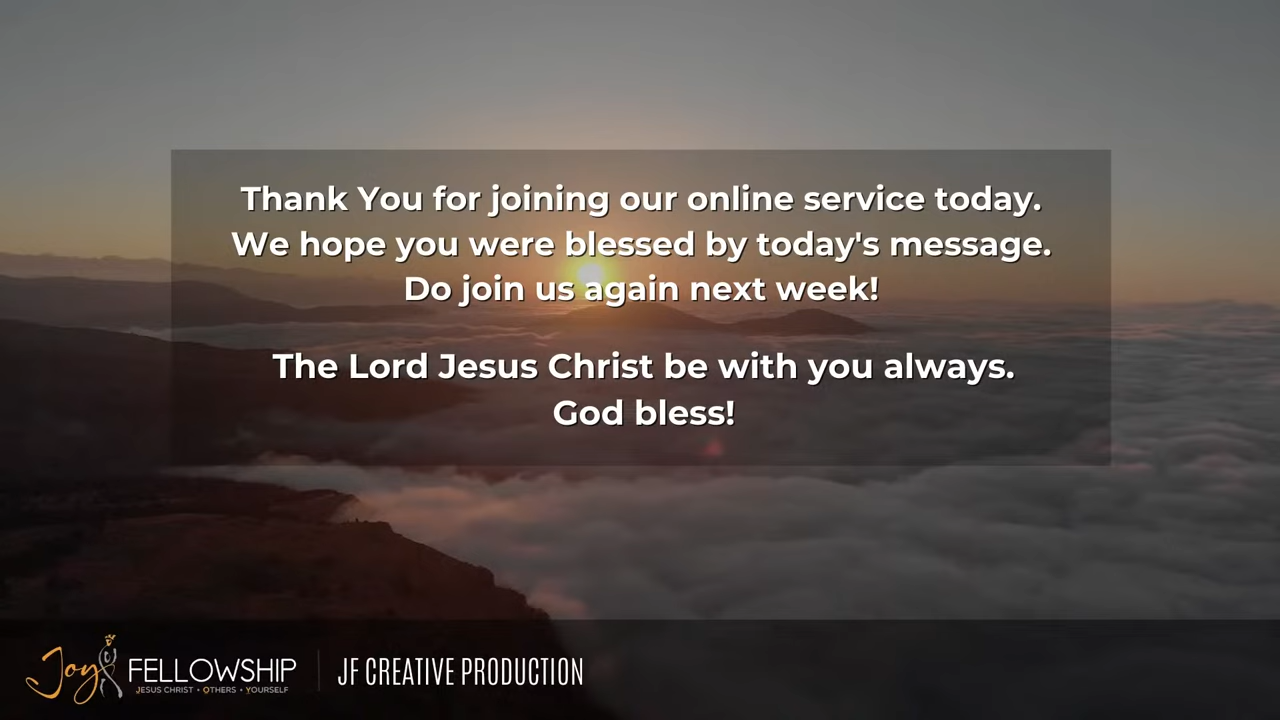 Thank You for joining our online service today.
We hope you were blessed by today's message.
Do join us again next week!
The Lord Jesus Christ be with you always.
God bless!
Joy FELLOWSHIP
JESUS CHRIST • OTHERS • YOURSELF
JF CREATIVE PRODUCTION